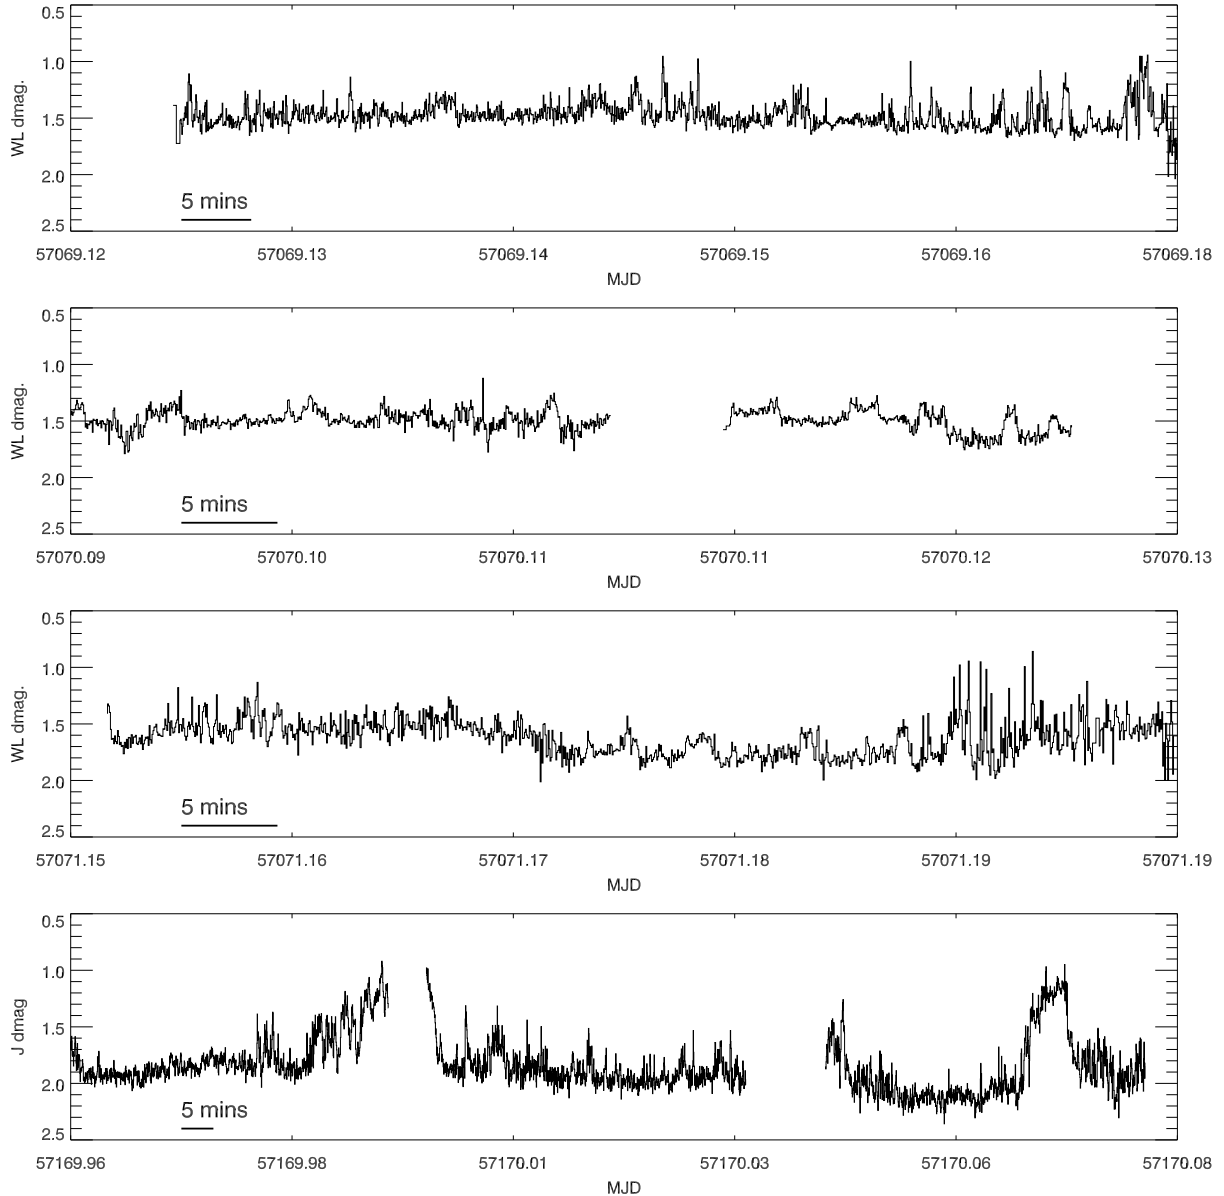 0.5
1.0
1.5
2.0
2.5
WL dmag.
5 mins
57069.12 57069.13 57069.14 57069.15 57069.16 57069.18
MJD
0.5
1.0
1.5
2.0
2.5
WL dmag.
5 mins
57070.09 57070.10 57070.11 57070.11 57070.12 57070.13
MJD
0.5
1.0
1.5
2.0
2.5
WL dmag.
5 mins
57071.15 57071.16 57071.17 57071.18 57071.19 57071.19
MJD
0.5
1.0
1.5
2.0
2.5
J dmag
5 mins
57169.96 57169.98 57170.01 57170.03 57170.06 57170.08
MJD